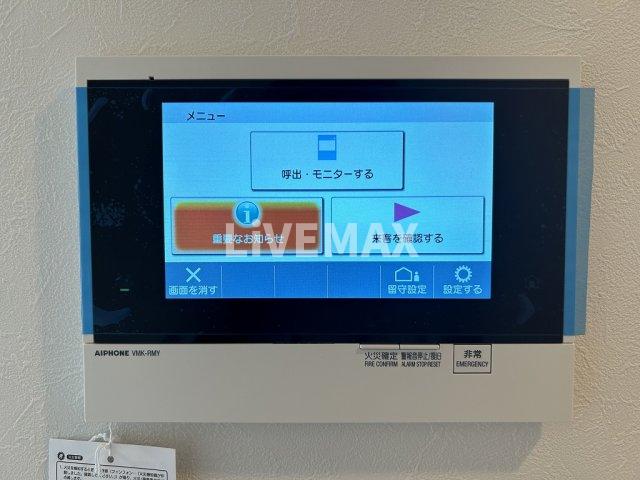 メニュー
呼出・モニターする
重要なお知らせ
来客を確認する
LiVEMAX
画面を消す
留守設定
設定する
AIPHONE VMK-RMY
火災確定
FIRE CONFIRM
警報音停止/復旧
ALARM STOP/RESET
非常
EMERGENCY